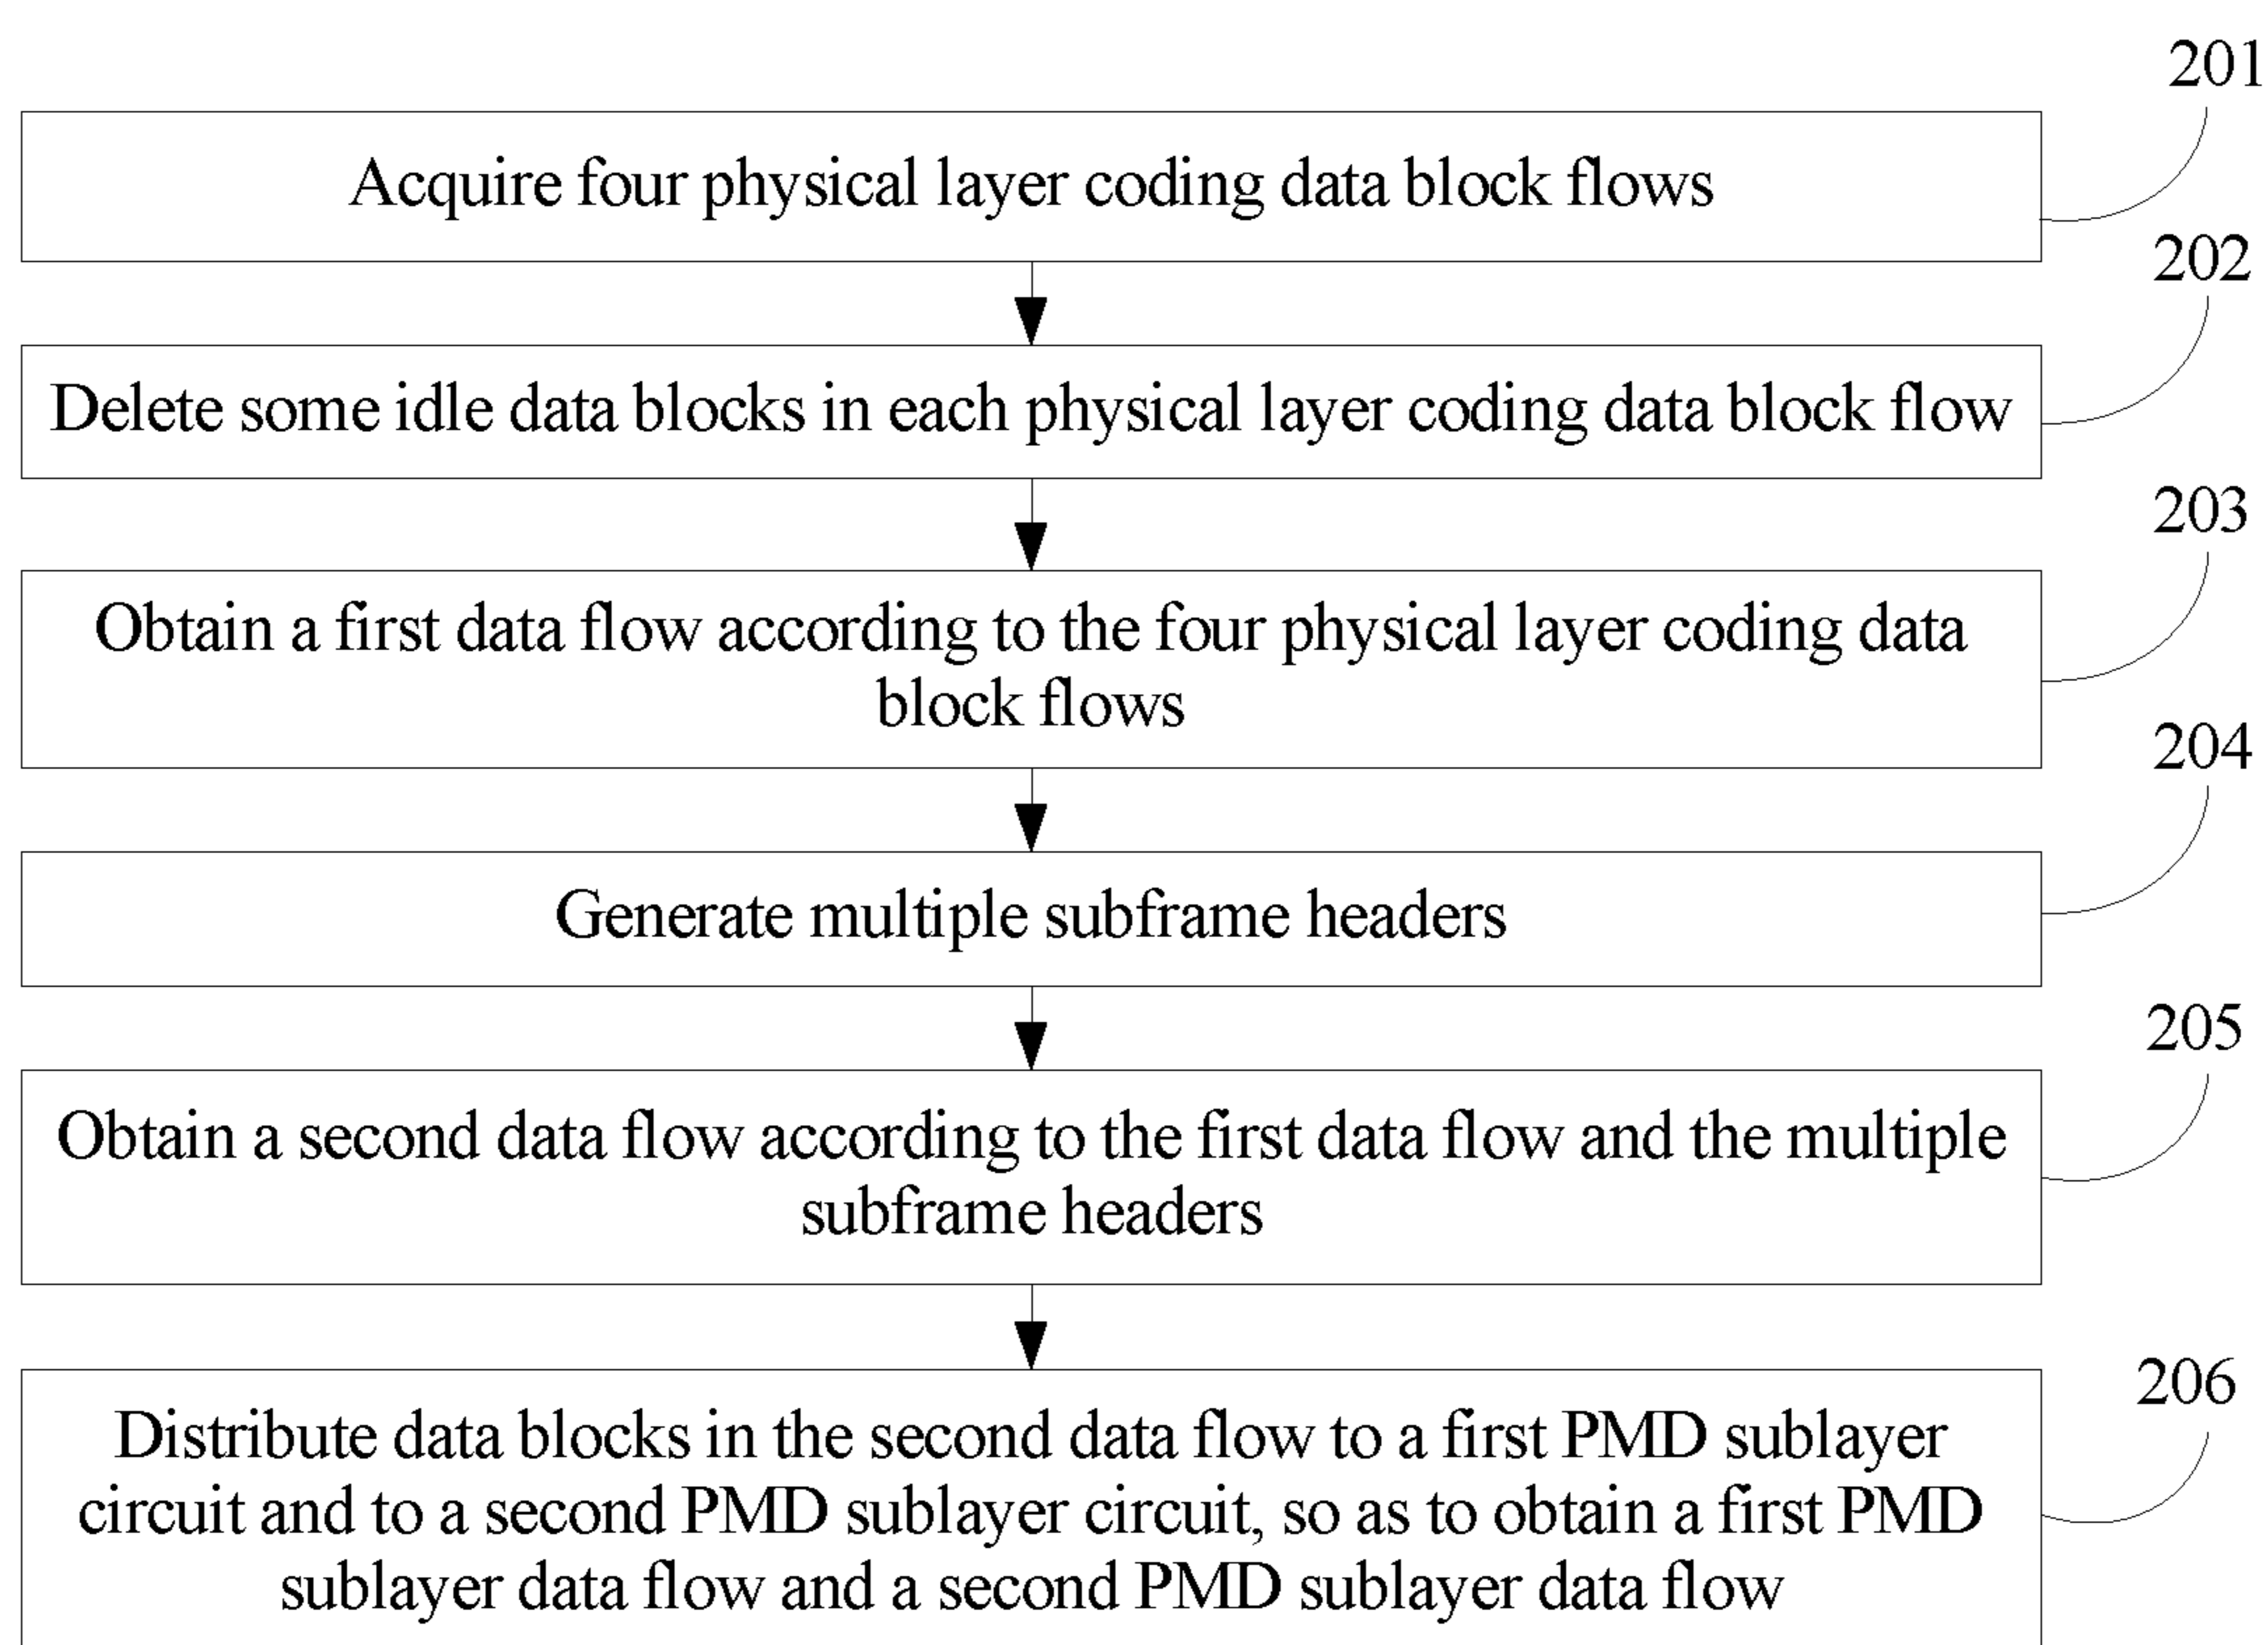 201
Acquire four physical layer coding data block flows
202
Delete some idle data blocks in each physical layer coding data block flow
203
Obtain a first data flow according to the four physical layer coding data
block flows
204
Generate multiple subframe headers
205
Obtain a second data flow according to the first data flow and the multiple
subframe headers
206
Distribute data blocks in the second data flow to a first PMD sublayer
circuit and to a second PMD sublayer circuit, so as to obtain a first PMD
sublayer data flow and a second PMD sublayer data flow